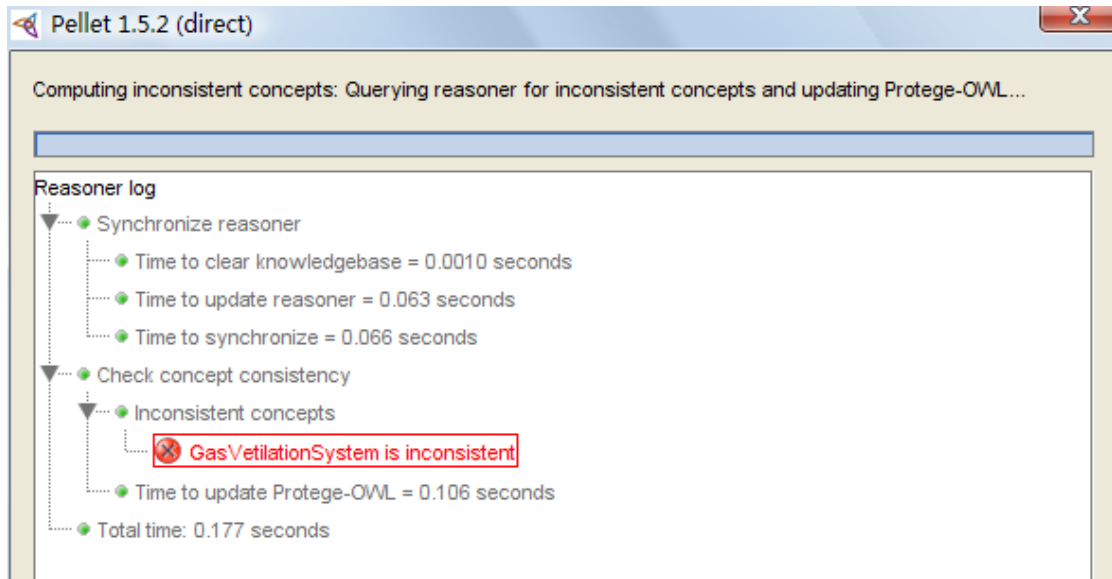 Pellet 1.5.2 (direct)
Computing inconsistent concepts: Querying reasoner for inconsistent concepts and updating Protege-OWL...
Reasoner log
Synchronize reasoner
Time to clear knowledgebase = 0.0010 seconds
Time to update reasoner = 0.063 seconds
Time to synchronize = 0.066 seconds
Check concept consistency
Inconsistent concepts
GasVetilationSystem is inconsistent
Time to update Protege-OWL = 0.106 seconds
Total time: 0.177 seconds